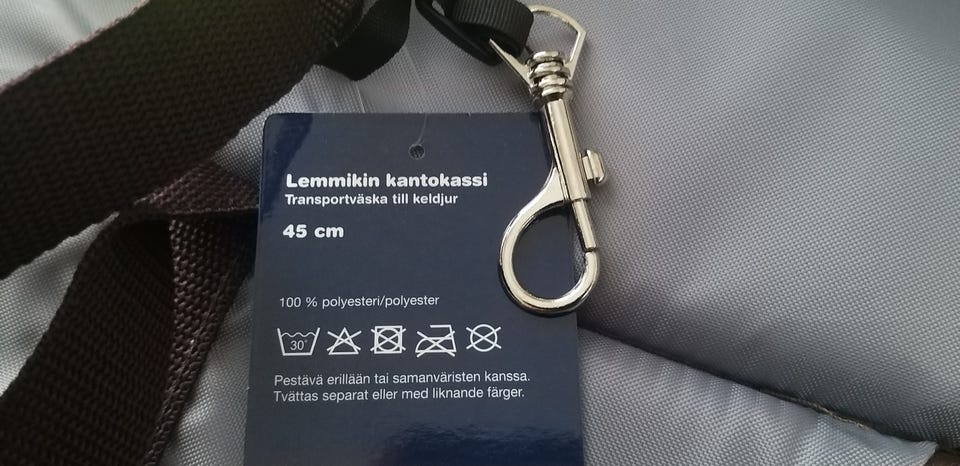 Lemmikin kantokassi
Transportväska till keldjur
45 cm
100 % polyesteri/polyester
30°
Pestävä erillään tai samanväristen kanssa.
Tvättas separat eller med liknande färger.